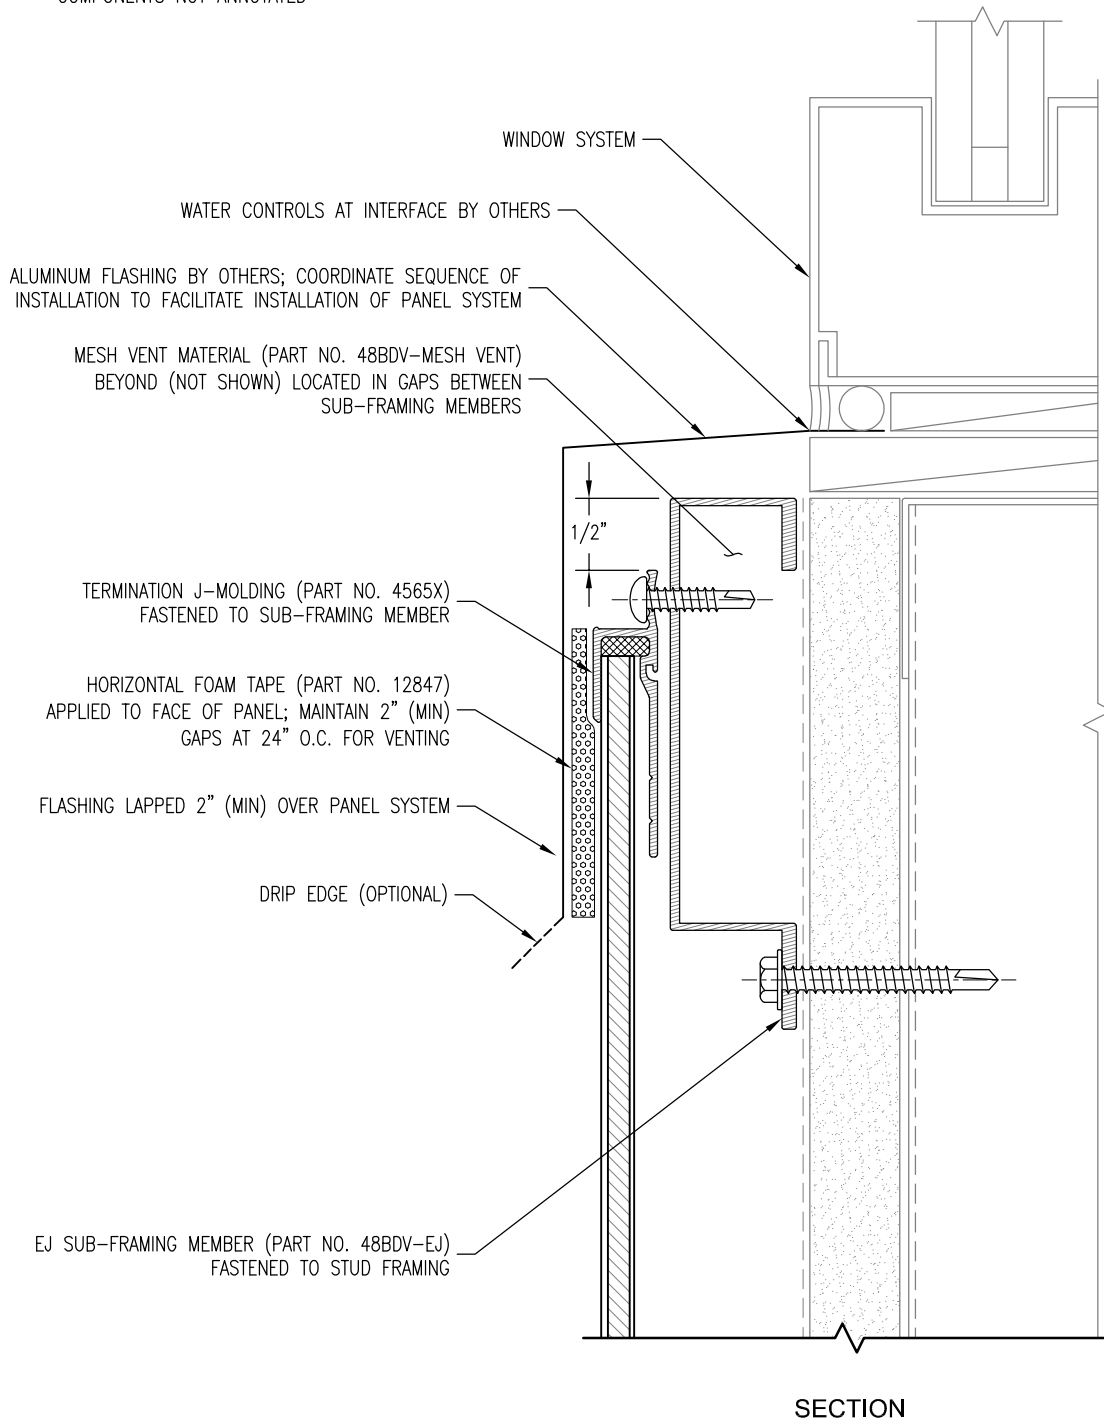 COMPONENTS NOT ANNOTATED
WINDOW SYSTEM
WATER CONTROLS AT INTERFACE BY OTHERS
ALUMINUM FLASHING BY OTHERS; COORDINATE SEQUENCE OF
INSTALLATION TO FACILITATE INSTALLATION OF PANEL SYSTEM
MESH VENT MATERIAL (PART NO. 48BDV-MESH VENT)
BEYOND (NOT SHOWN) LOCATED IN GAPS BETWEEN
SUB-FRAMING MEMBERS
1/2"
TERMINATION J-MOLDING (PART NO. 4565X)
FASTENED TO SUB-FRAMING MEMBER
HORIZONTAL FOAM TAPE (PART NO. 12847)
APPLIED TO FACE OF PANEL; MAINTAIN 2" (MIN)
GAPS AT 24" O.C. FOR VENTING
FLASHING LAPPED 2" (MIN) OVER PANEL SYSTEM
DRIP EDGE (OPTIONAL)
EJ SUB-FRAMING MEMBER (PART NO. 48BDV-EJ)
FASTENED TO STUD FRAMING
SECTION